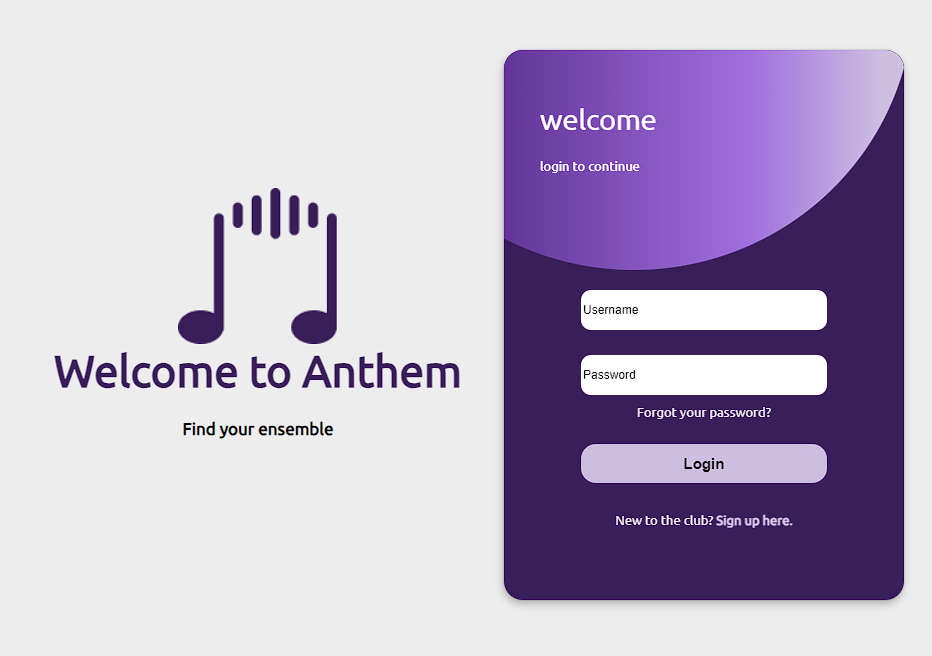 Welcome to Anthem
Find your ensemble
welcome
login to continue
Username
Password
Forgot your password?
Login
New to the club? Sign up here.